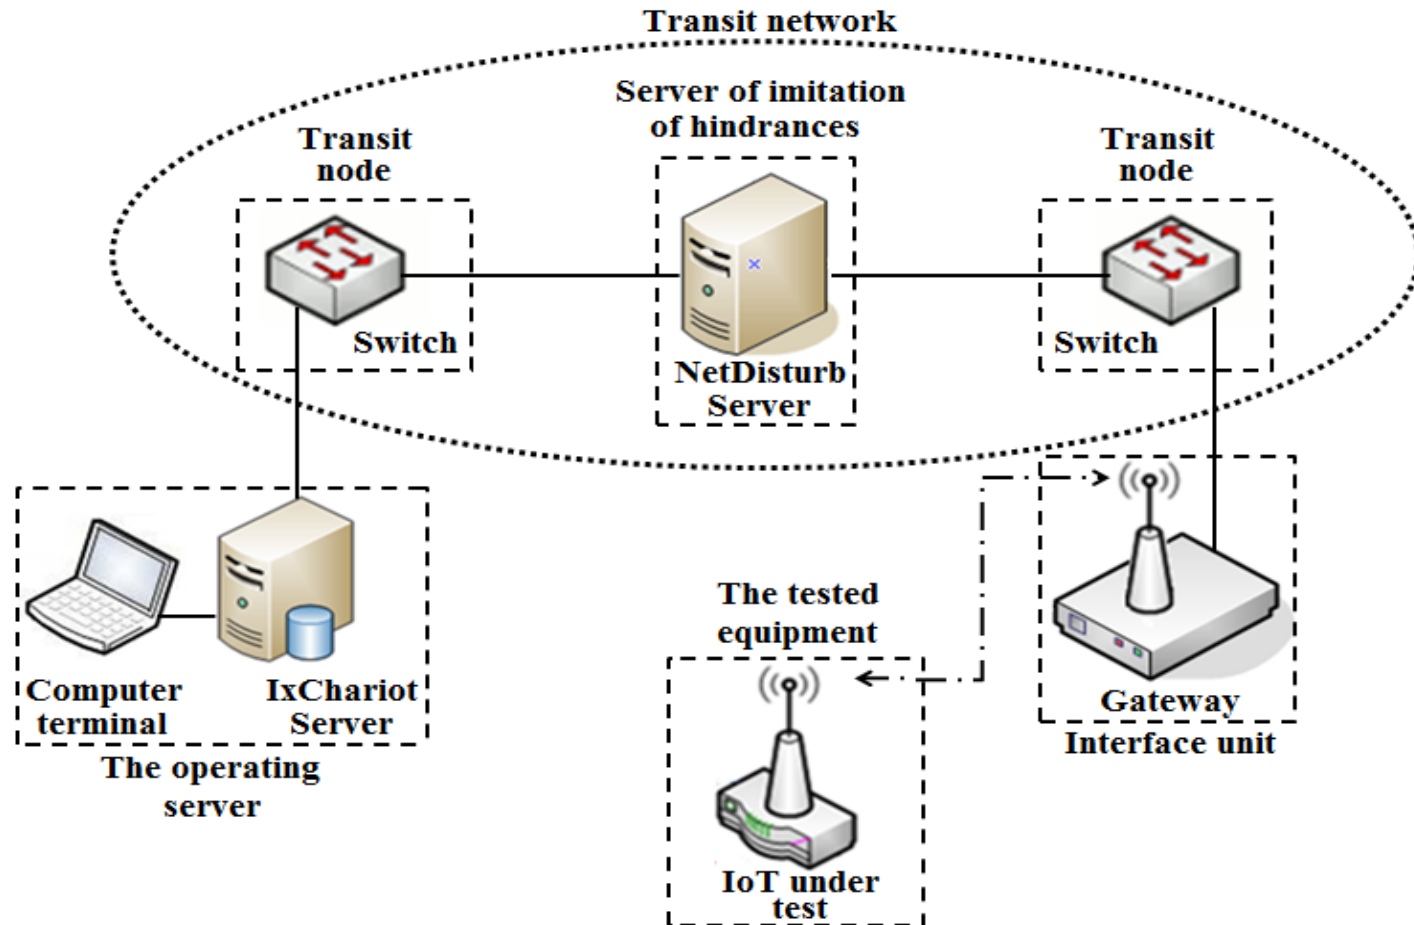 Transit network
Server of imitation
of hindrances
Transit
node
Transit
node
Switch
NetDisturb
Server
Switch
Computer
terminal
IxChariot
Server
The operating
server
The tested
equipment
IoT under
test
Gateway
Interface unit